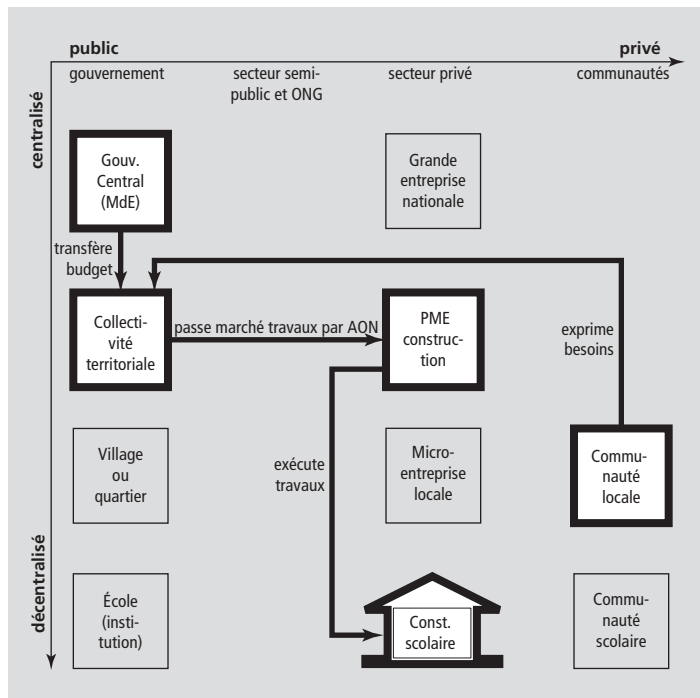 public
privé
gouvernement
secteur semi-
public et ONG
secteur privé
communautés
centralisé
Gouv.
Central
(MdE)
Grande
entreprise
nationale
transfère
budget
Collecti-
vité
territoriale
passe marché travaux par AON
PME
construc-
tion
exprime
besoins
Village
ou
quartier
exécute
travaux
Micro-
entreprise
locale
Commu-
nauté
locale
décentralisé
École
(insti-
tution)
Const.
scolaire
Commu-
nauté
scolaire